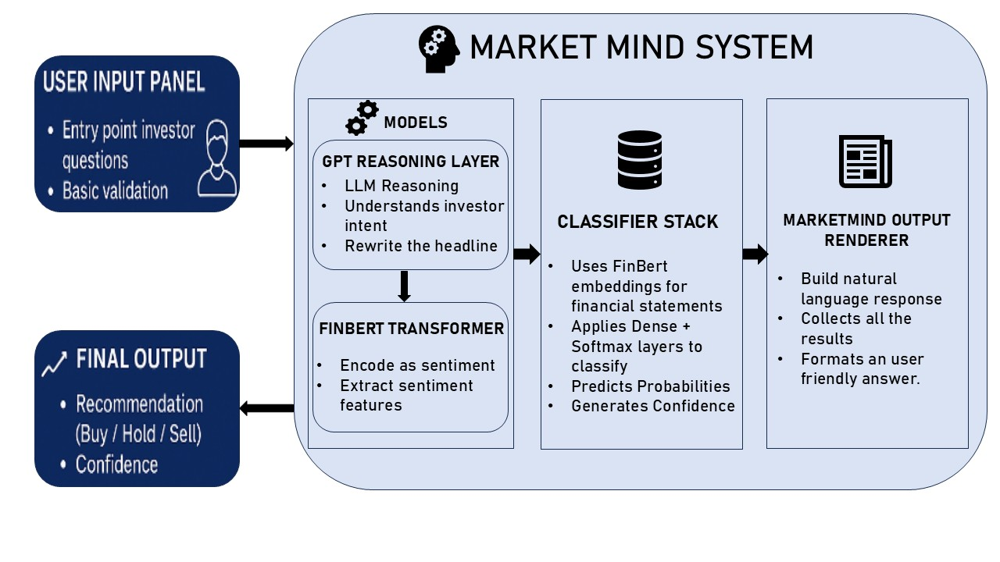 MARKET MIND SYSTEM
USER INPUT PANEL
• Entry point investor
questions
• Basic validation
MODELS
GPT REASONING LAYER
• LLM Reasoning
• Understands investor
intent
• Rewrite the headline
FINBERT TRANSFORMER
• Encode as sentiment
• Extract sentiment
features
CLASSIFIER STACK
• Uses FinBert
embeddings for
financial statements
• Applies Dense +
Softmax layers to
classify
• Predicts Probabilities
• Generates Confidence
MARKETMIND OUTPUT
RENDERER
• Build natural
language response
• Collects all the
results
• Formats an user
friendly answer.
FINAL OUTPUT
• Recommendation
(Buy / Hold / Sell)
• Confidence